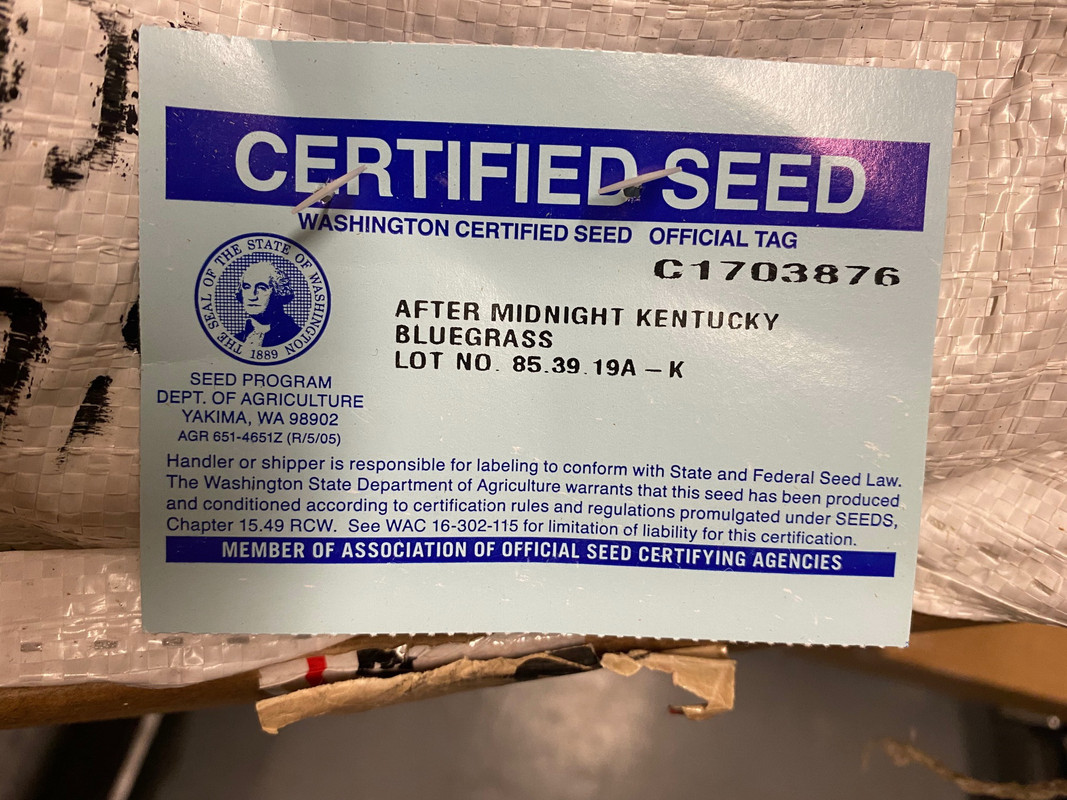 CERTIFIED SEED
WASHINGTON CERTIFIED SEED OFFICIAL TAG
C1703876
THE SEAL OF THE STATE OF WASHINGTON
1889
AFTER MIDNIGHT KENTUCKY
BLUEGRASS
LOT NO. 85.39.19A – K
SEED PROGRAM
DEPT. OF AGRICULTURE
YAKIMA, WA 98902
AGR 651-4651Z (R/5/05)
Handler or shipper is responsible for labeling to conform with State and Federal Seed Law.
The Washington State Department of Agriculture warrants that this seed has been produced
and conditioned according to certification rules and regulations promulgated under SEEDS,
Chapter 15.49 RCW. See WAC 16-302-115 for limitation of liability for this certification.
MEMBER OF ASSOCIATION OF OFFICIAL SEED CERTIFYING AGENCIES